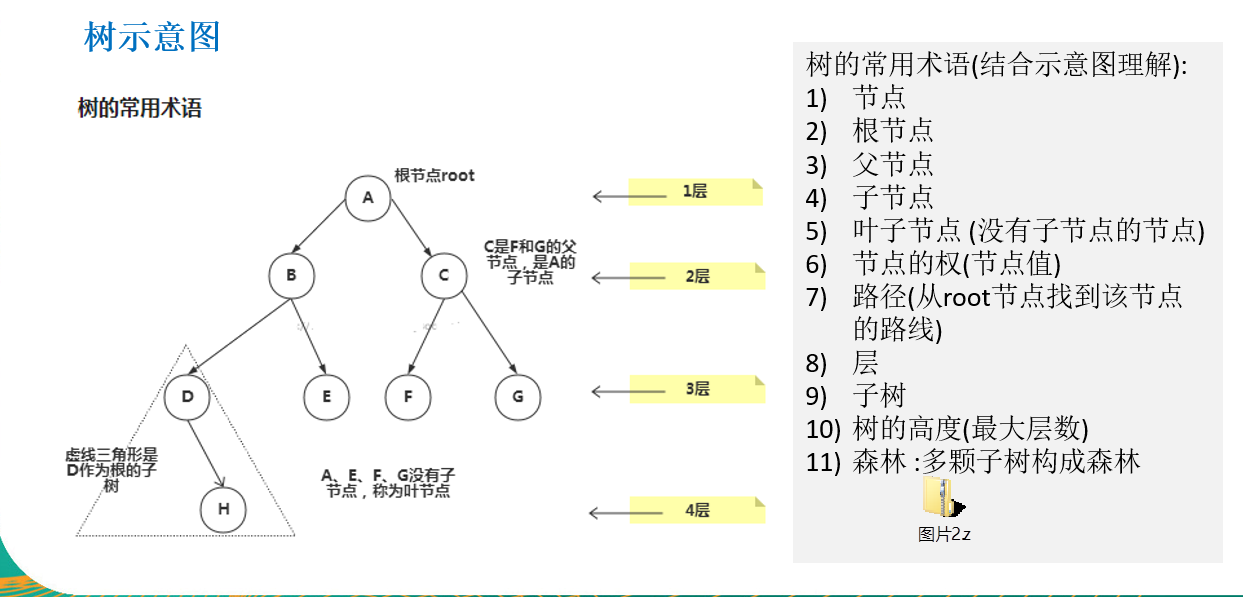 树示意图
树的常用术语
根节点root
A
1层
C是F和G的父
节点，是A的
子节点
B
C
2层
D
E
F
G
3层
虚线三角形是
D作为根的子
树
A、E、F、G没有子
节点，称为叶节点
H
4层
树的常用术语(结合示意图理解):
1) 节点
2) 根节点
3) 父节点
4) 子节点
5) 叶子节点 (没有子节点的节点)
6) 节点的权(节点值)
7) 路径(从root节点找到该节点
的路线)
8) 层
9) 子树
10) 树的高度(最大层数)
11) 森林 :多颗子树构成森林
图片2.z